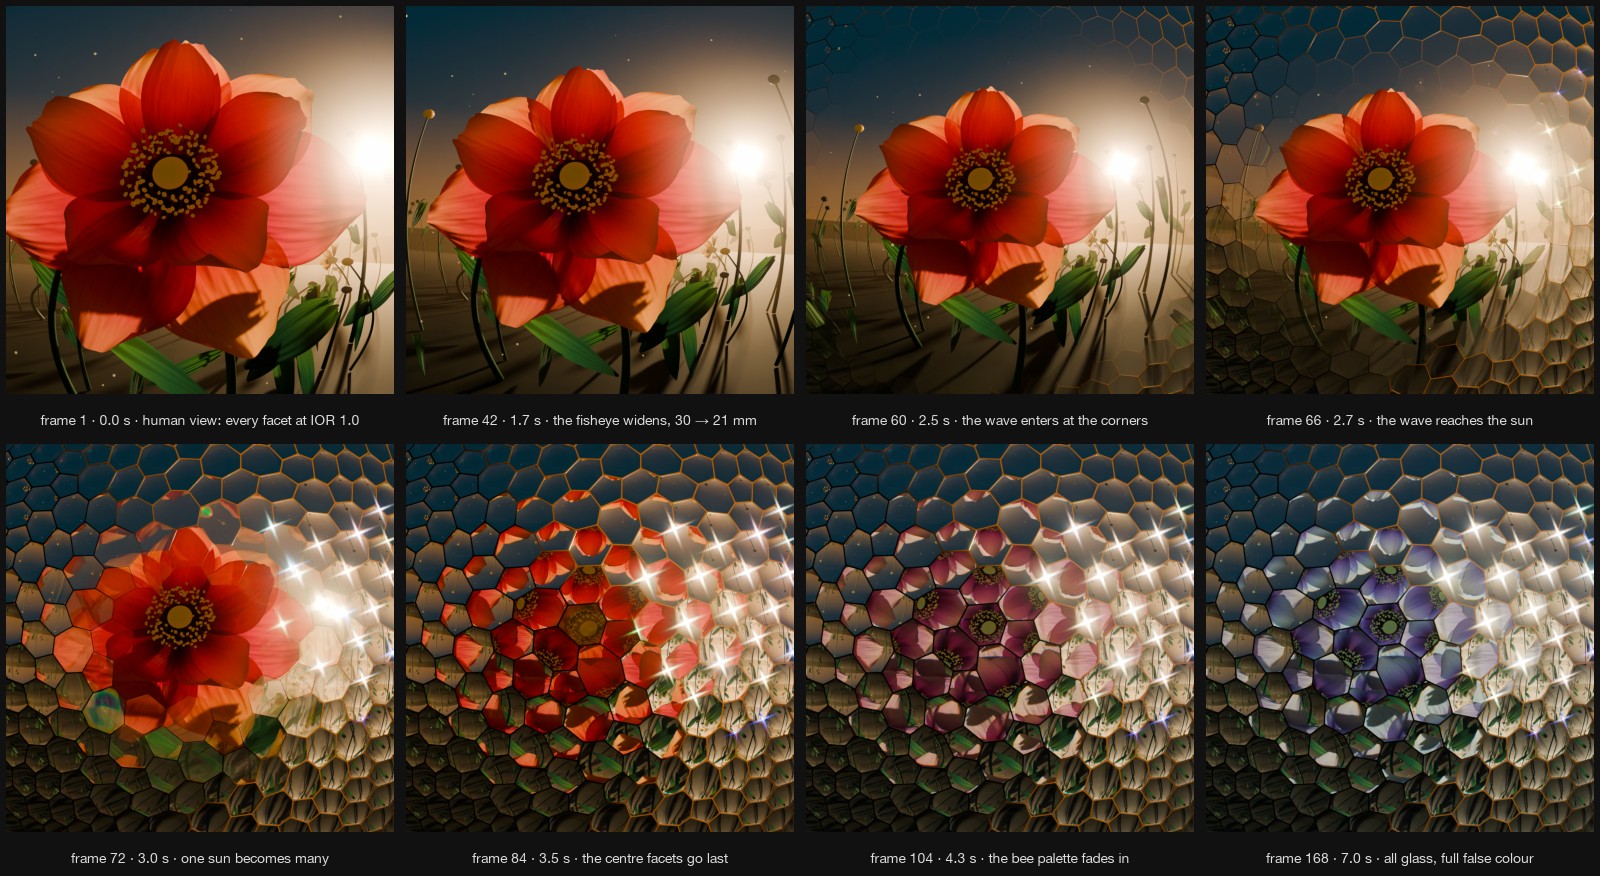 frame 1 · 0.0 s · human view: every facet at IOR 1.0
frame 42 · 1.7 s · the fisheye widens, 30 → 21 mm
frame 60 · 2.5 s · the wave enters at the corners
frame 66 · 2.7 s · the wave reaches the sun
frame 72 · 3.0 s · one sun becomes many
frame 84 · 3.5 s · the centre facets go last
frame 104 · 4.3 s · the bee palette fades in
frame 168 · 7.0 s · all glass, full false colour